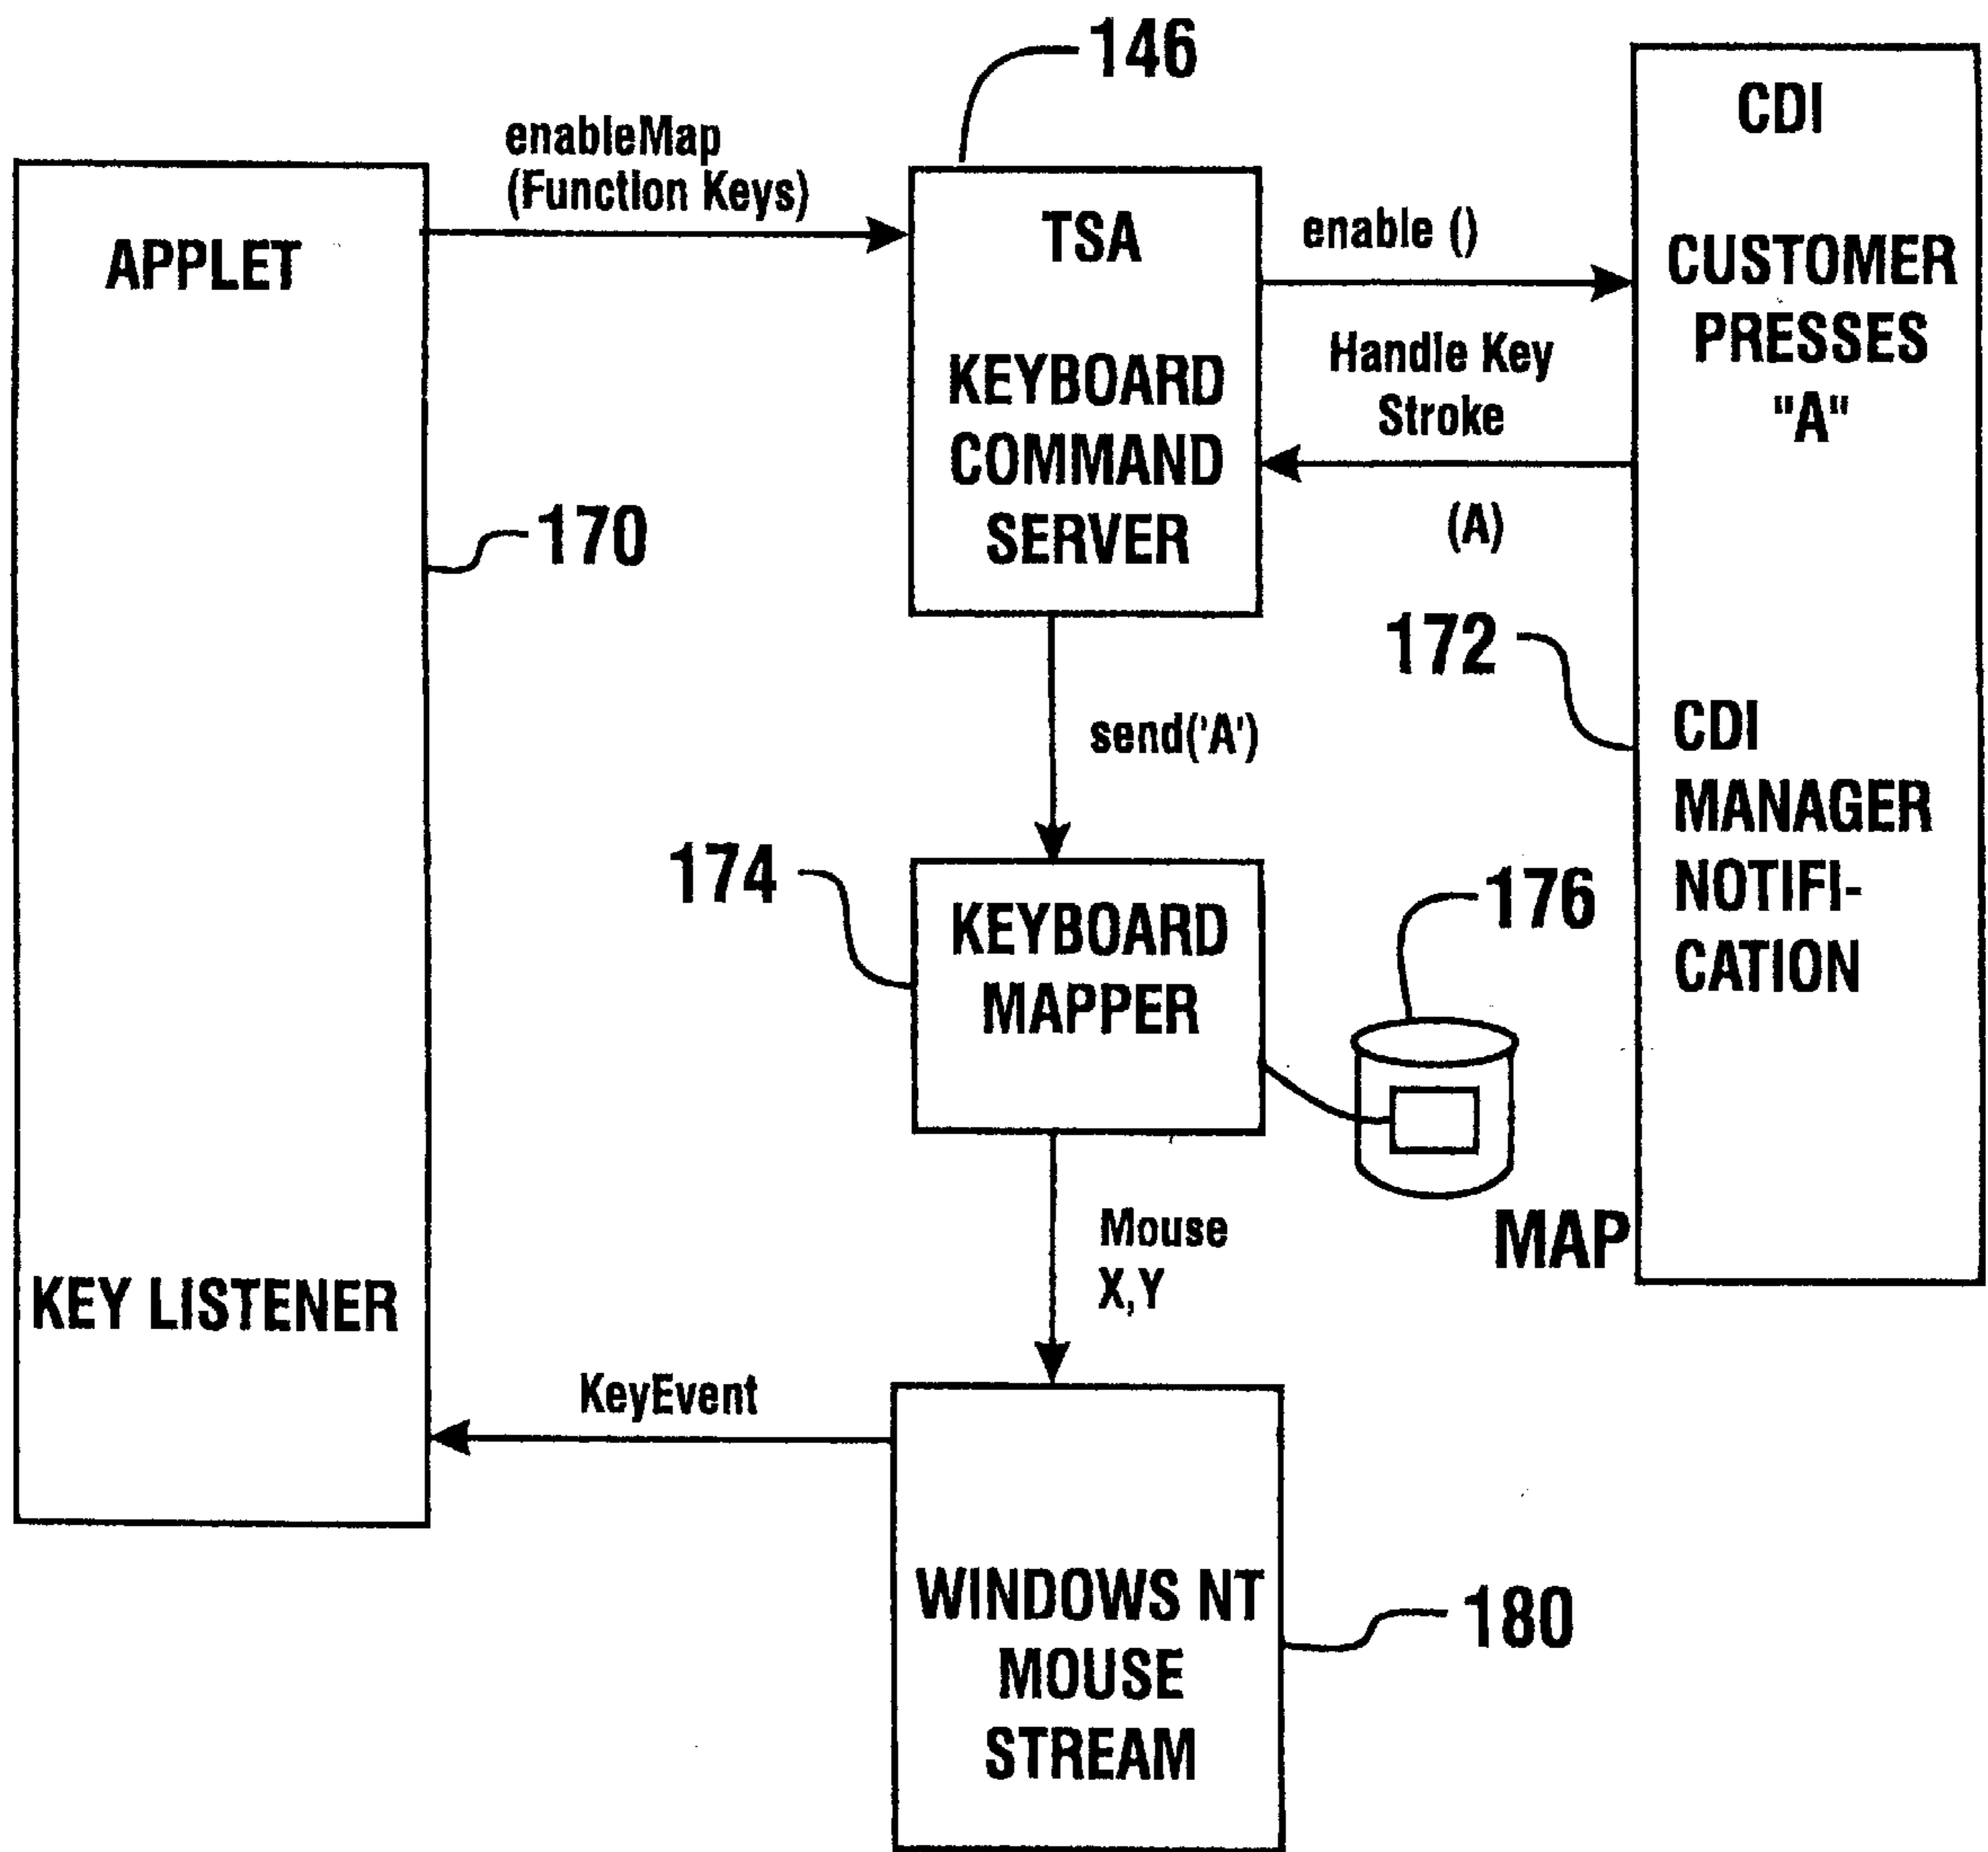 146
CDI
enableMap
(Function Keys)
APPLET
TSA
enable ()
CUSTOMER
PRESSES
"A"
KEYBOARD
COMMAND
SERVER
Handle Key
Stroke
(A)
170
172
send('A')
CDI
MANAGER
NOTIFI-
CATION
174
KEYBOARD
MAPPER
176
MAP
Mouse
X,Y
KEY LISTENER
KeyEvent
WINDOWS NT
MOUSE
STREAM
180